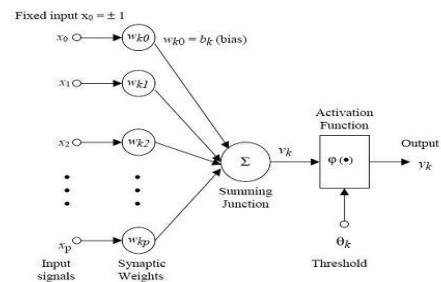 Fixed input x₀ = ± 1
x₀ wk0 wk0 = bk (bias)
x₁ wk1
Activation Function
x₂ wk2 Σ vk φ (•) Output yk
Summing Junction
xp wkp θk
Input signals
Synaptic Weights
Threshold